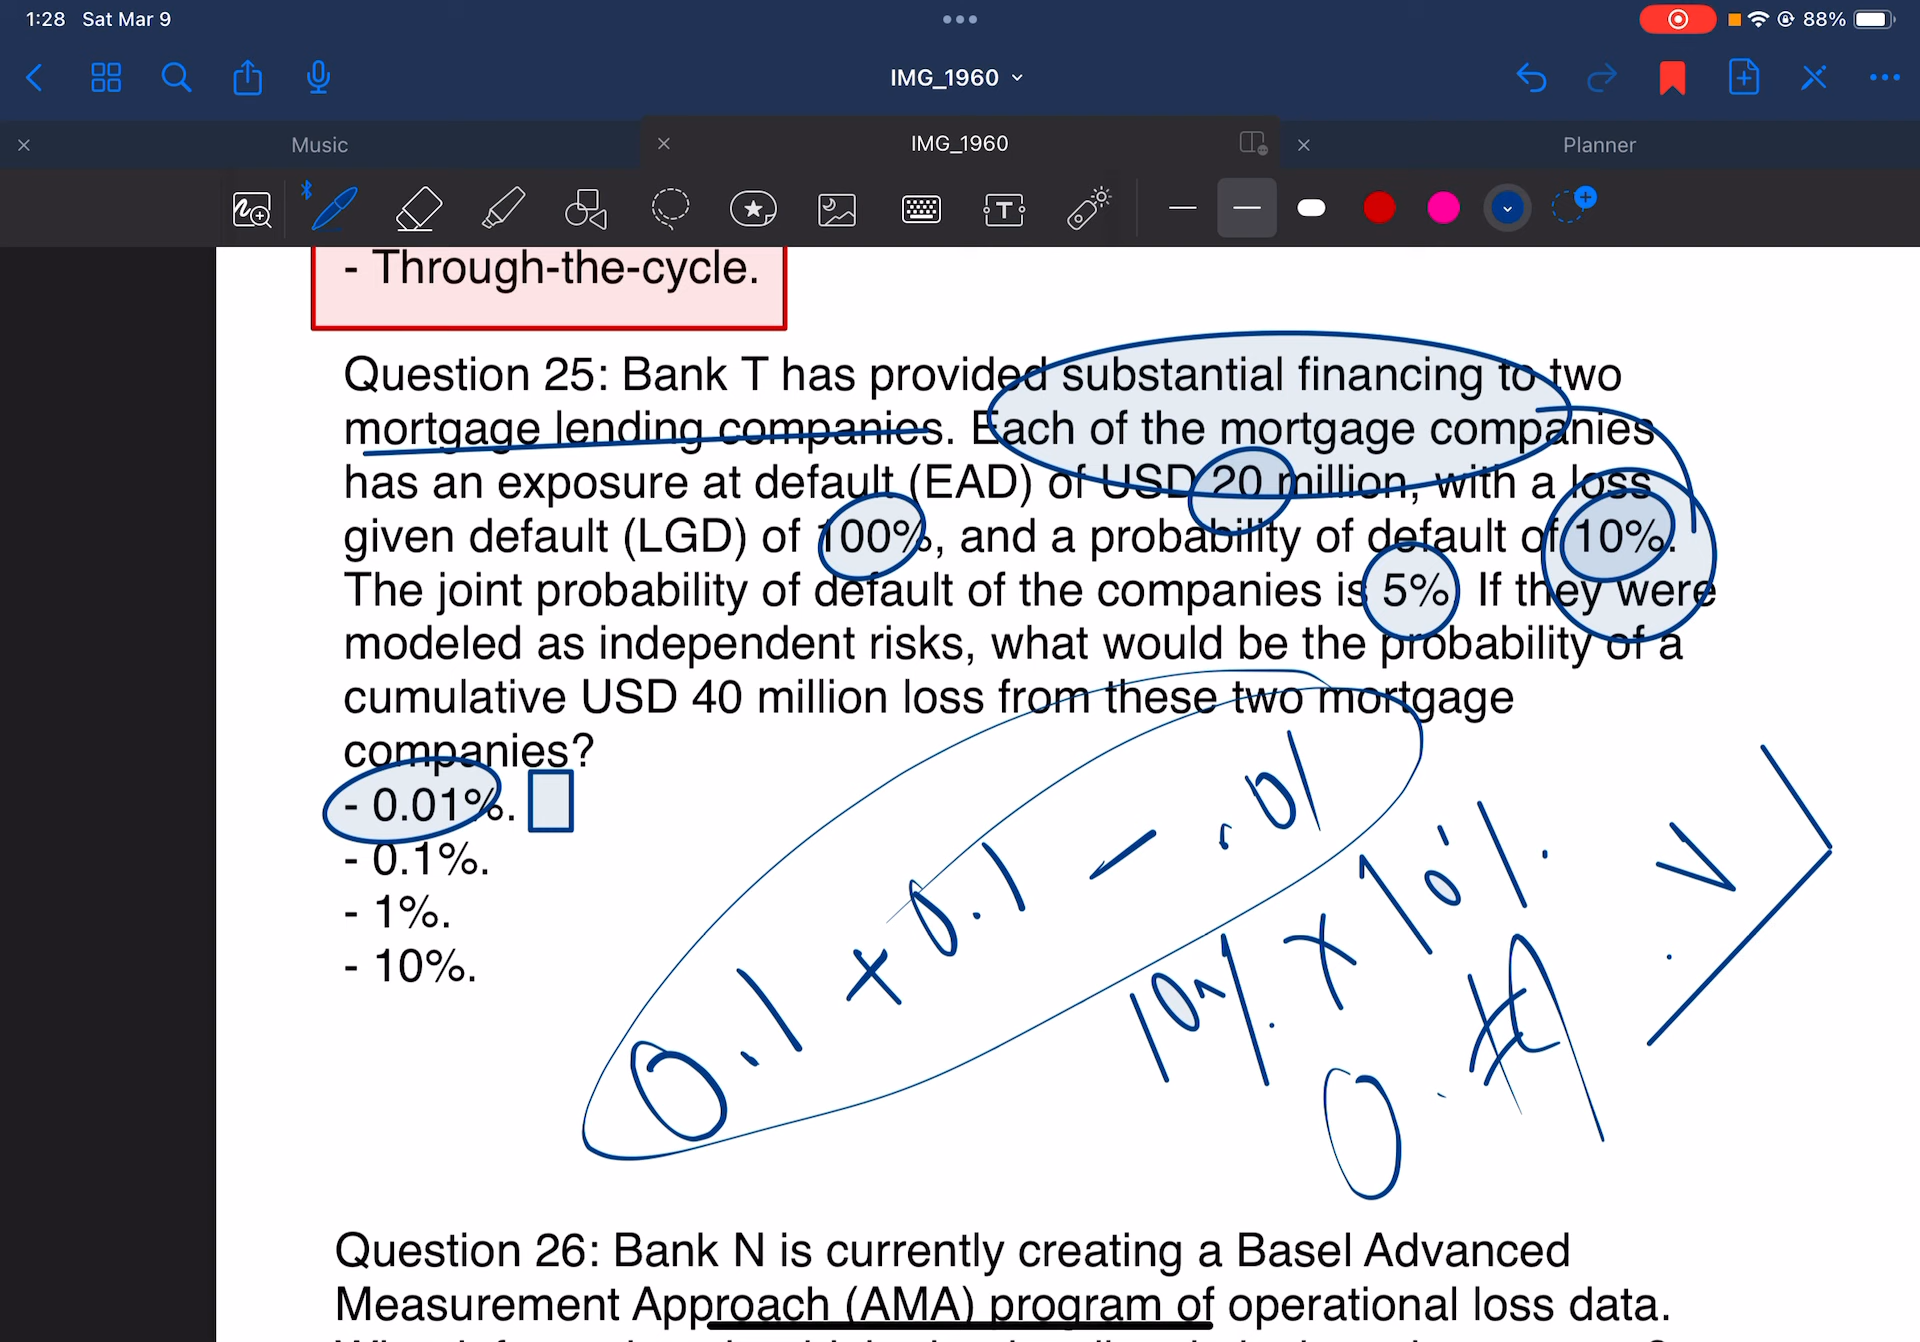 1:28 Sat Mar 9
88%
IMG_1960
Music
IMG_1960
Planner
- Through-the-cycle.
Question 25: Bank T has provided substantial financing to two
mortgage lending companies. Each of the mortgage companies
has an exposure at default (EAD) of USD 20 million, with a loss
given default (LGD) of 100%, and a probability of default of 10%.
The joint probability of default of the companies is 5%. If they were
modeled as independent risks, what would be the probability of a
cumulative USD 40 million loss from these two mortgage
companies?
- 0.01%.
- 0.1%.
- 1%.
- 10%.
0.1 + 0.1 - .01
10% x 10%
Question 26: Bank N is currently creating a Basel Advanced
Measurement Approach (AMA) program of operational loss data.